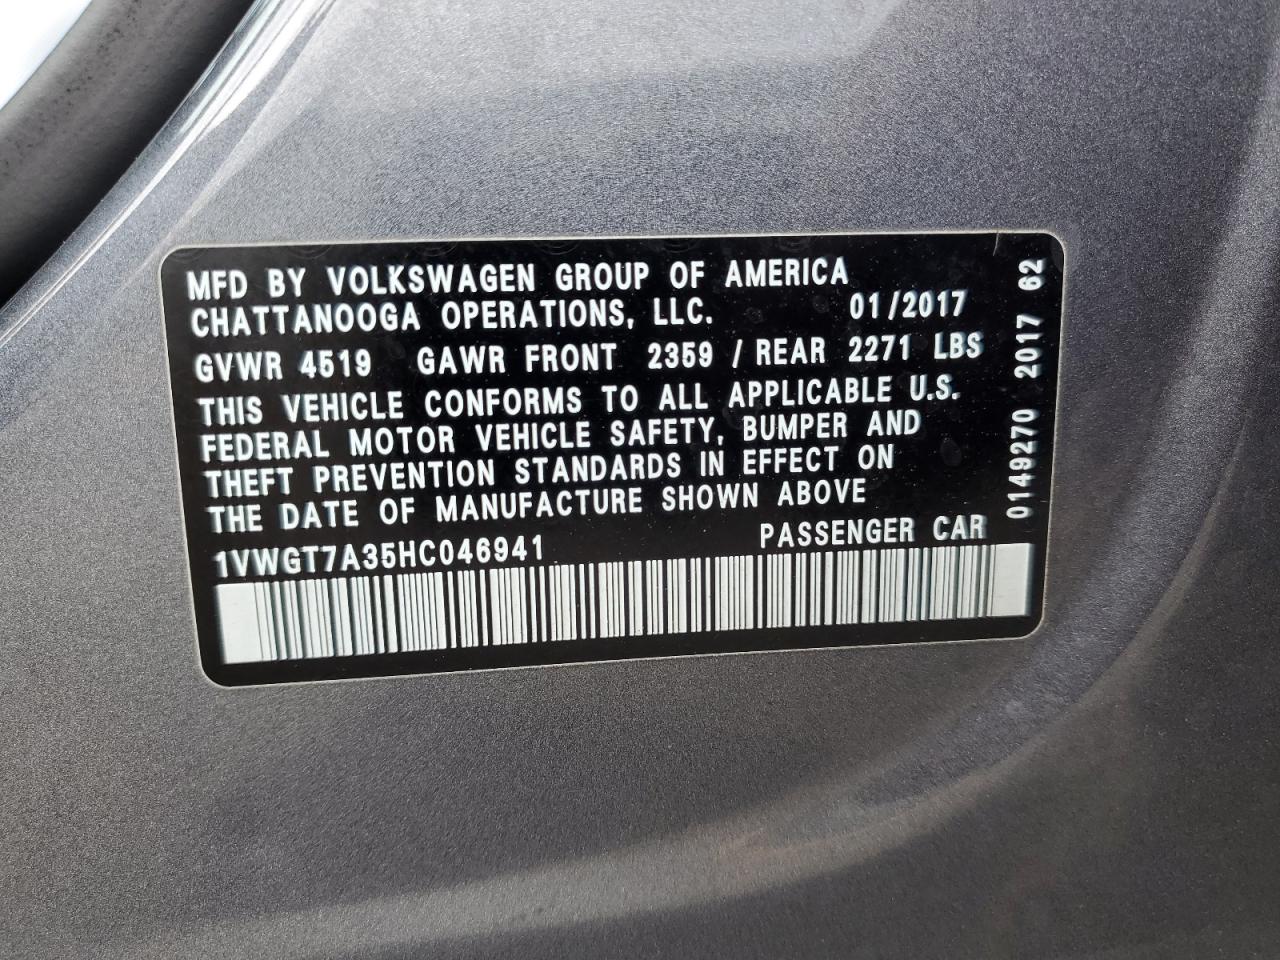 MFD BY VOLKSWAGEN GROUP OF AMERICA
CHATTANOOGA OPERATIONS, LLC. 01/2017
GVWR 4519 GAWR FRONT 2359 / REAR 2271 LBS
THIS VEHICLE CONFORMS TO ALL APPLICABLE U.S.
FEDERAL MOTOR VEHICLE SAFETY, BUMPER AND
THEFT PREVENTION STANDARDS IN EFFECT ON
THE DATE OF MANUFACTURE SHOWN ABOVE
1VWGT7A35HC046941 PASSENGER CAR
0149270 2017 62